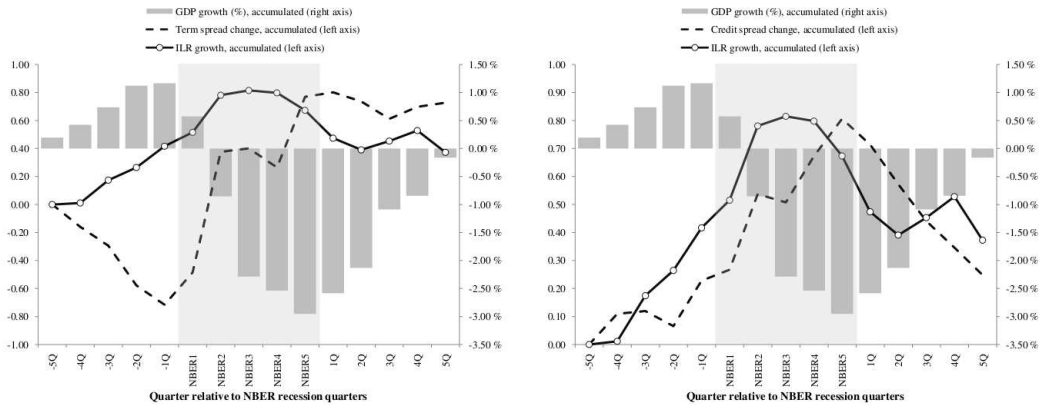 GDP growth (%), accumulated (right axis)
Term spread change, accumulated (left axis)
ILR growth, accumulated (left axis)
1.00 1.50 %
0.80 1.00 %
0.60 0.50 %
0.40 0.00 %
0.20 -0.50 %
0.00 -1.00 %
-0.20 -1.50 %
-0.40 -2.00 %
-0.60 -2.50 %
-0.80 -3.00 %
-1.00 -3.50 %
-5Q -4Q -3Q -2Q -1Q NBER1 NBER2 NBER3 NBER4 NBER5 1Q 2Q 3Q 4Q 5Q
Quarter relative to NBER recession quarters
GDP growth (%), accumulated (right axis)
Credit spread change, accumulated (left axis)
ILR growth, accumulated (left axis)
1.00 1.50 %
0.90 1.00 %
0.80 0.50 %
0.70 0.00 %
0.60 -0.50 %
0.50 -1.00 %
0.40 -1.50 %
0.30 -2.00 %
0.20 -2.50 %
0.10 -3.00 %
0.00 -3.50 %
-5Q -4Q -3Q -2Q -1Q NBER1 NBER2 NBER3 NBER4 NBER5 1Q 2Q 3Q 4Q 5Q
Quarter relative to NBER recession quarters